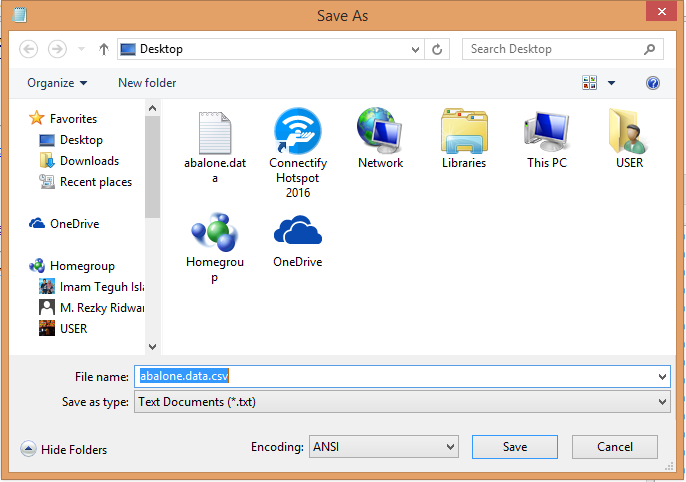 Save As
Desktop
Search Desktop
Organize
New folder
Favorites
Desktop
Downloads
Recent places
OneDrive
Homegroup
Imam Teguh Isla
M. Rezky Ridwar
USER
abalone.dat
a
Connectify
Hotspot
2016
Network
Libraries
This PC
USER
Homegrou
p
OneDrive
File name: abalone.data.csv
Save as type: Text Documents (*.txt)
Hide Folders
Encoding: ANSI
Save
Cancel